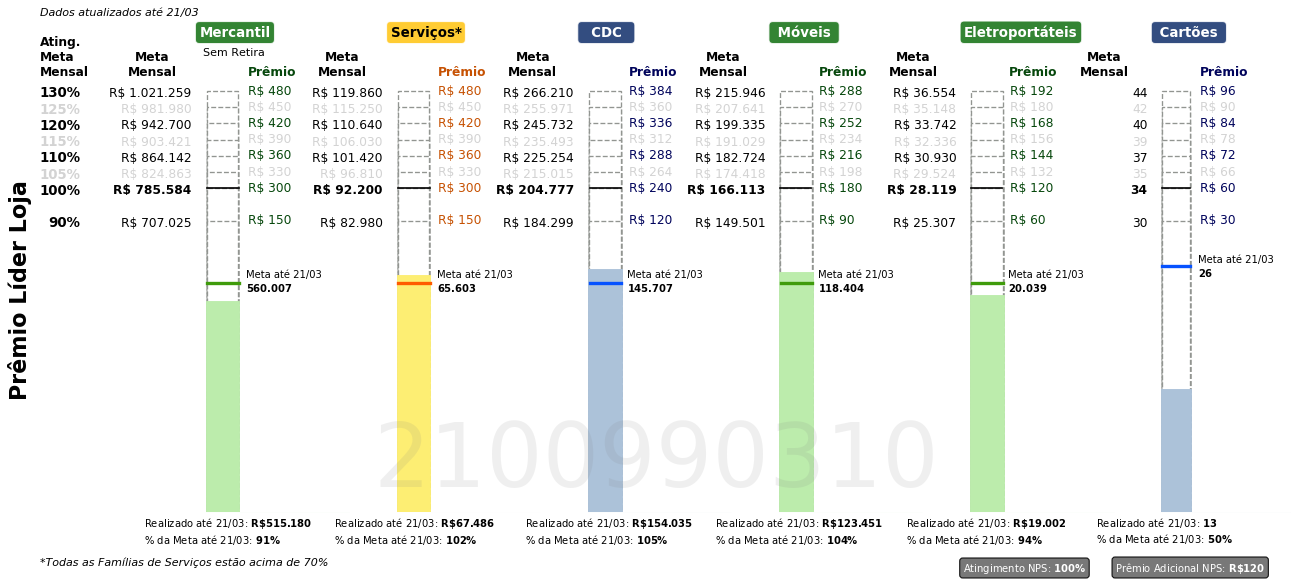 Dados atualizados até 21/03
Mercantil Serviços* CDC Móveis Eletroportáteis Cartões
Sem Retira
Ating. Meta Mensal Meta Mensal Prêmio Meta Mensal Prêmio Meta Mensal Prêmio Meta Mensal Prêmio Meta Mensal Prêmio Meta Mensal Prêmio
130% R$ 1.021.259 R$ 480 R$ 119.860 R$ 480 R$ 266.210 R$ 384 R$ 215.946 R$ 288 R$ 36.554 R$ 192 44 R$ 96
125% R$ 981.980 R$ 450 R$ 115.250 R$ 450 R$ 255.971 R$ 360 R$ 207.641 R$ 270 R$ 35.148 R$ 180 42 R$ 90
120% R$ 942.700 R$ 420 R$ 110.640 R$ 420 R$ 245.732 R$ 336 R$ 199.335 R$ 252 R$ 33.742 R$ 168 40 R$ 84
115% R$ 903.421 R$ 390 R$ 106.030 R$ 390 R$ 235.493 R$ 312 R$ 191.029 R$ 234 R$ 32.336 R$ 156 39 R$ 78
110% R$ 864.142 R$ 360 R$ 101.420 R$ 360 R$ 225.254 R$ 288 R$ 182.724 R$ 216 R$ 30.930 R$ 144 37 R$ 72
105% R$ 824.863 R$ 330 R$ 96.810 R$ 330 R$ 215.015 R$ 264 R$ 174.418 R$ 198 R$ 29.524 R$ 132 35 R$ 66
100% R$ 785.584 R$ 300 R$ 92.200 R$ 300 R$ 204.777 R$ 240 R$ 166.113 R$ 180 R$ 28.119 R$ 120 34 R$ 60
90% R$ 707.025 R$ 150 R$ 82.980 R$ 150 R$ 184.299 R$ 120 R$ 149.501 R$ 90 R$ 25.307 R$ 60 30 R$ 30
Prêmio Líder Loja
Meta até 21/03 Meta até 21/03 Meta até 21/03 Meta até 21/03 Meta até 21/03 Meta até 21/03
560.007 65.603 145.707 118.404 20.039 26
2100990310
Realizado até 21/03: R$515.180 Realizado até 21/03: R$67.486 Realizado até 21/03: R$154.035 Realizado até 21/03: R$123.451 Realizado até 21/03: R$19.002 Realizado até 21/03: 13
% da Meta até 21/03: 91% % da Meta até 21/03: 102% % da Meta até 21/03: 105% % da Meta até 21/03: 104% % da Meta até 21/03: 94% % da Meta até 21/03: 50%
*Todas as Famílias de Serviços estão acima de 70%
Atingimento NPS: 100% Prêmio Adicional NPS: R$120